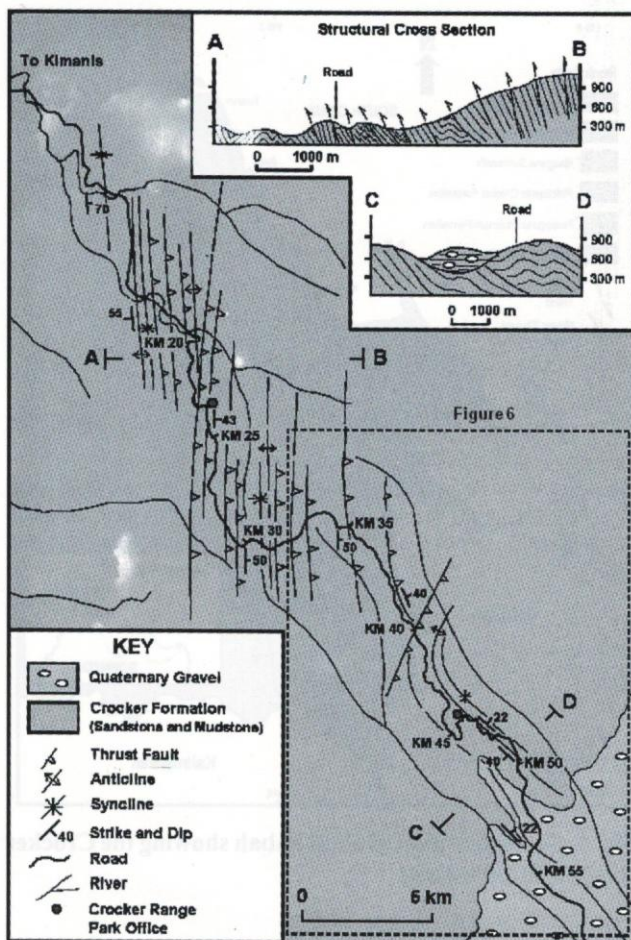 To Kimanis
Structural Cross Section
A
B
Road
900
600
300 m
0 1000 m
C
D
Road
900
600
300 m
0 1000 m
70
55
KM 20
A
B
43
KM 25
Figure 6
KM 30
50
KM 35
50
40
KM 40
D
22
KM 45
40
KM 50
C
22
KM 55
0 5 km
KEY
Quaternary Gravel
Crocker Formation
(Sandstona and Mudstona)
Thrust Fault
Anticline
Syncline
40 Strike and Dip
Road
River
Crocker Range
Park Office